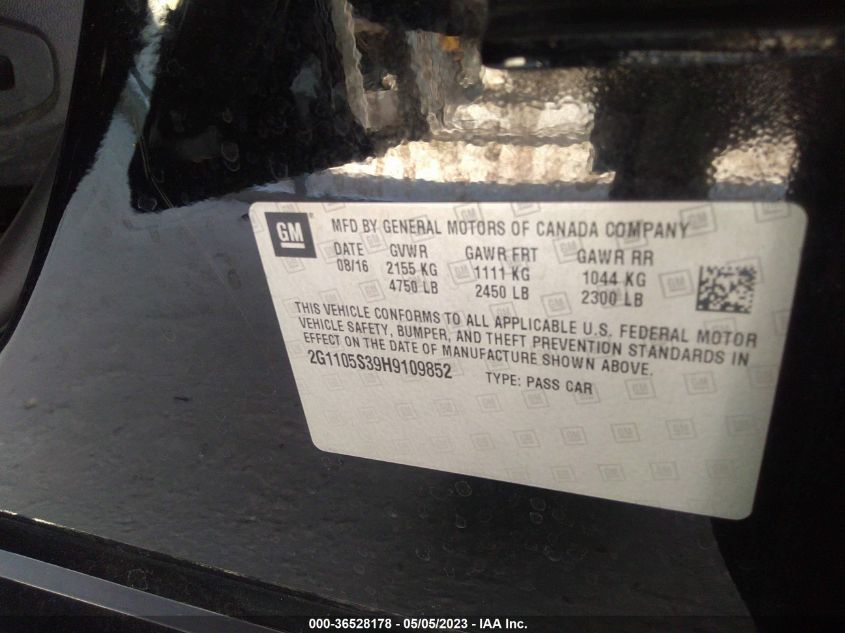 GM
MFD BY GENERAL MOTORS OF CANADA COMPANY
DATE GVWR GAWR FRT GAWR RR
08/16 2155 KG 1111 KG 1044 KG
4750 LB 2450 LB 2300 LB
THIS VEHICLE CONFORMS TO ALL APPLICABLE U.S. FEDERAL MOTOR
VEHICLE SAFETY, BUMPER, AND THEFT PREVENTION STANDARDS IN
EFFECT ON THE DATE OF MANUFACTURE SHOWN ABOVE.
2G1105S39H9109852 TYPE: PASS CAR
000-36528178 - 05/05/2023 - IAA Inc.